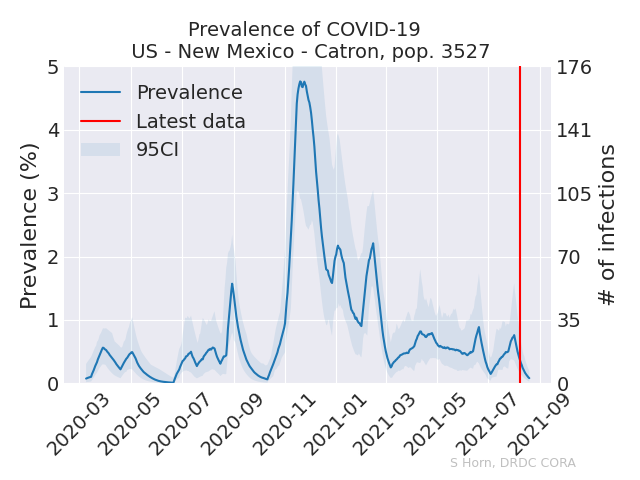 Prevalence of COVID-19
US - New Mexico - Catron, pop. 3527
Prevalence
Latest data
95CI
Prevalence (%)
5
4
3
2
1
0
176
141
105
70
35
0
# of infections
2020-03
2020-05
2020-07
2020-09
2020-11
2021-01
2021-03
2021-05
2021-07
2021-09
S Horn, DRDC CORA